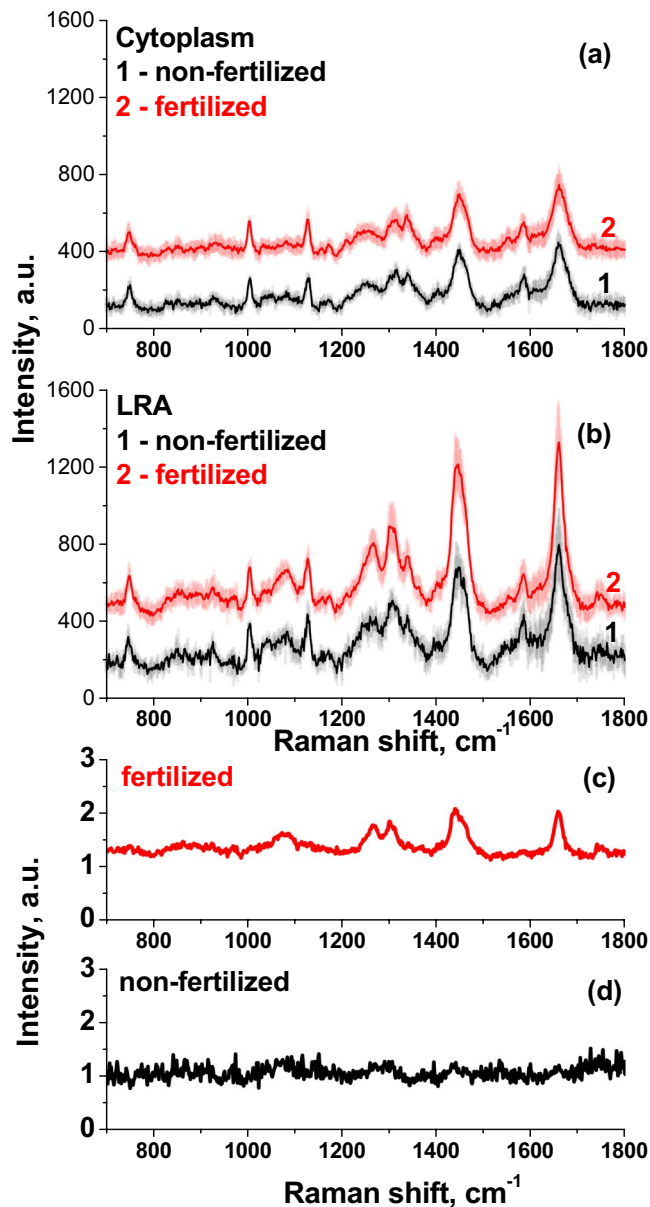 1600
Cytoplasm
(a)
1 - non-fertilized
1200
2 - fertilized
800
2
400
1
0
800 1000 1200 1400 1600 1800
Intensity, a.u.
1600
LRA
(b)
1 - non-fertilized
1200
2 - fertilized
800
2
400
1
0
800 1000 1200 1400 1600 1800
Raman shift, cm⁻¹
3
fertilized
(c)
2
1
0
800 1000 1200 1400 1600 1800
Intensity, a.u.
3
non-fertilized
(d)
2
1
0
800 1000 1200 1400 1600 1800
Raman shift, cm⁻¹